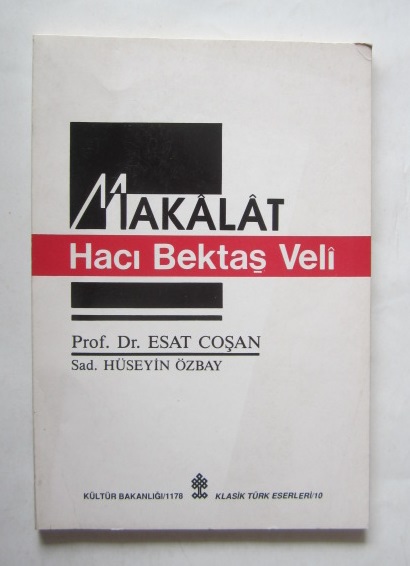 MAKÂLÂT
Hacı Bektaş Velî
Prof. Dr. ESAT COŞAN
Sad. HÜSEYİN ÖZBAY
KÜLTÜR BAKANLIĞI/1178 KLASİK TÜRK ESERLERİ/10